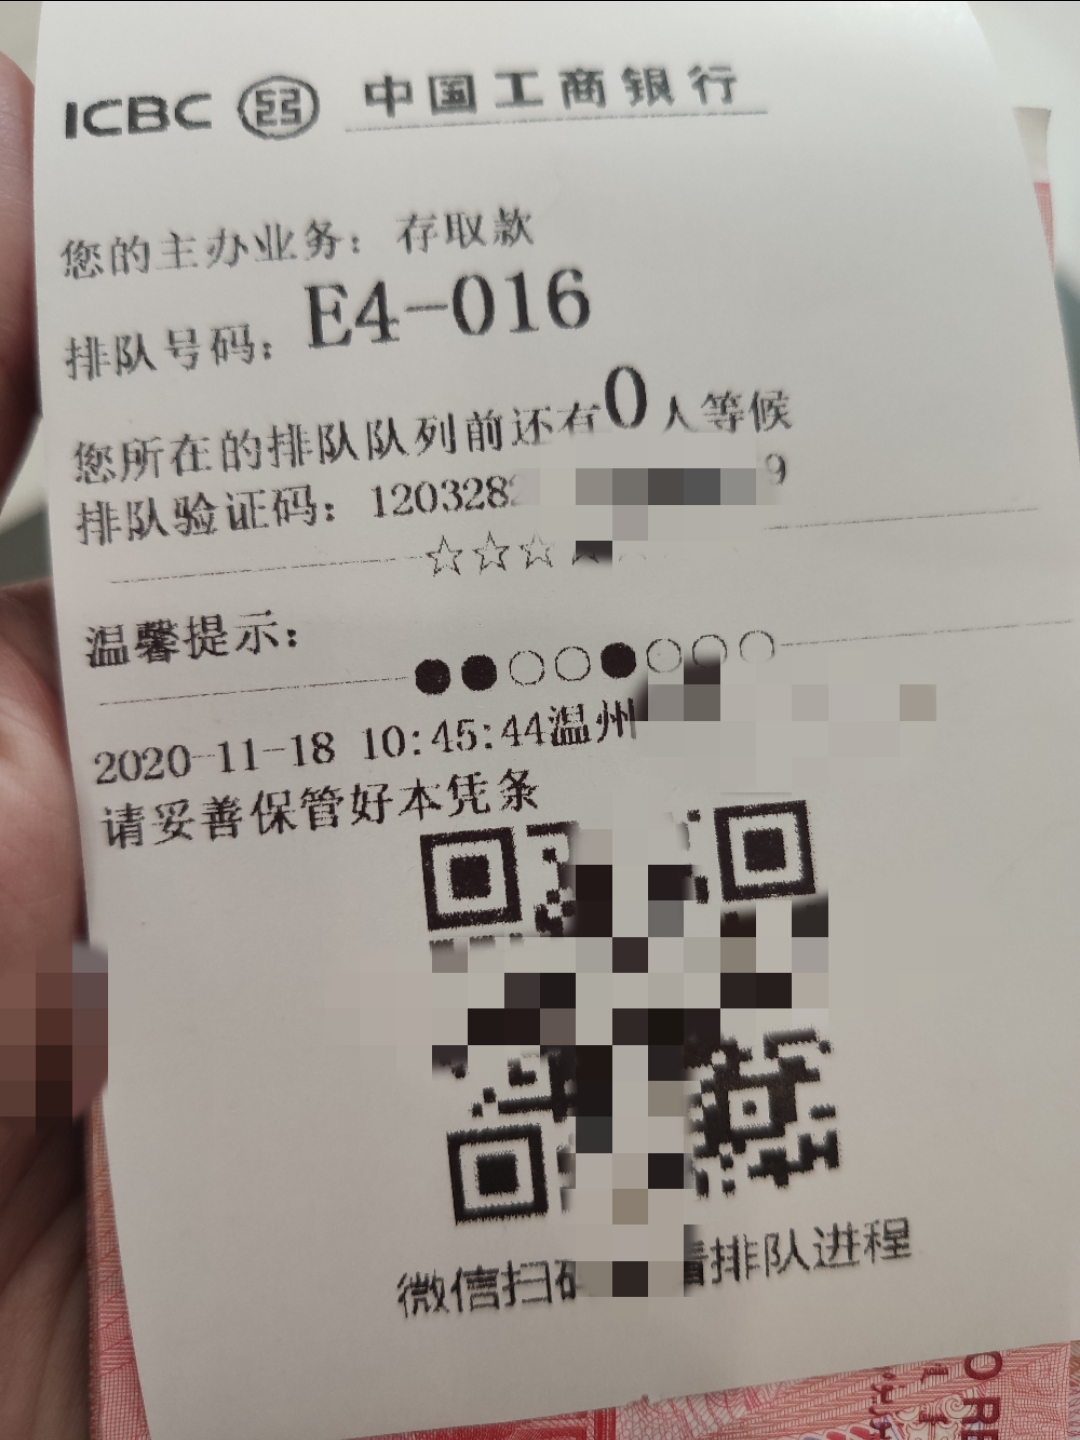 ICBC 中国工商银行
您的主办业务：存取款
排队号码：E4-016
您所在的排队队列前还有0人等候
排队验证码：120328 9
☆☆☆
温馨提示：
●●○○●○○○
2020-11-18 10:45:44温州
请妥善保管好本凭条
微信扫 看排队进程